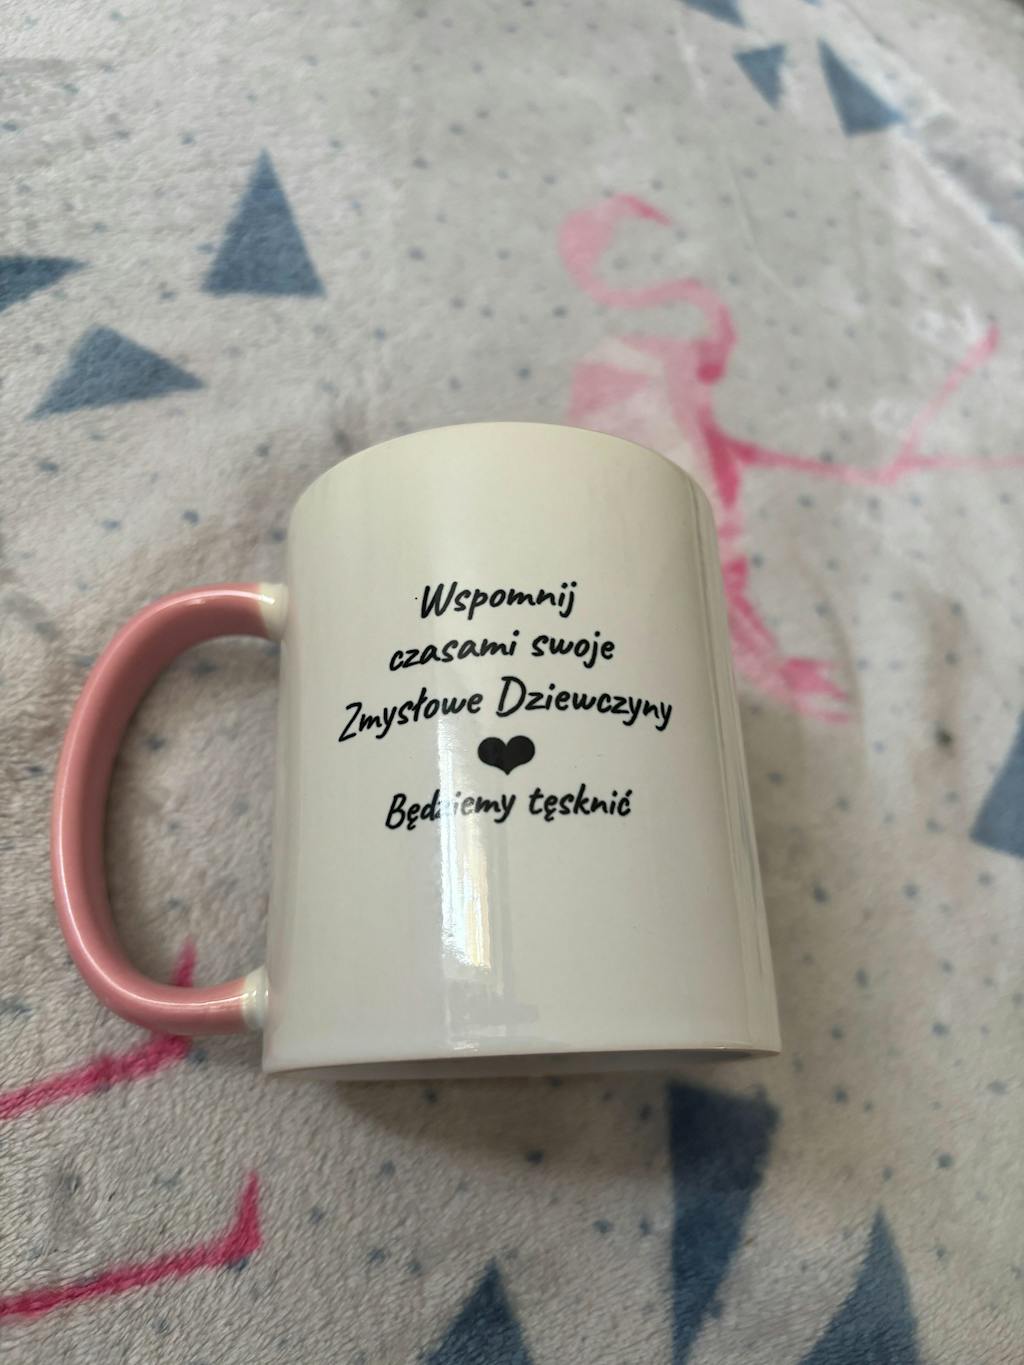 Wspomnij
czasami swoje
Zmysłowe Dziewczyny
Będziemy tęsknić